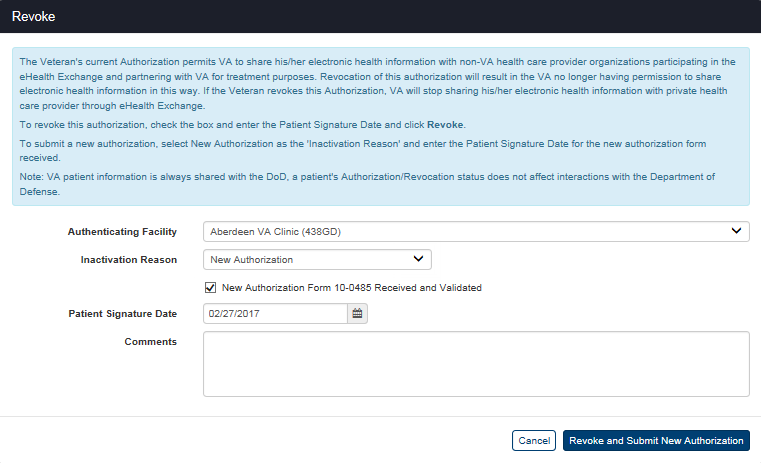 Revoke
The Veteran's current Authorization permits VA to share his/her electronic health information with non-VA health care provider organizations participating in the
eHealth Exchange and partnering with VA for treatment purposes. Revocation of this authorization will result in the VA no longer having permission to share
electronic health information in this way. If the Veteran revokes this Authorization, VA will stop sharing his/her electronic health information with private health
care provider through eHealth Exchange.
To revoke this authorization, check the box and enter the Patient Signature Date and click Revoke.
To submit a new authorization, select New Authorization as the 'Inactivation Reason' and enter the Patient Signature Date for the new authorization form
received.
Note: VA patient information is always shared with the DoD, a patient's Authorization/Revocation status does not affect interactions with the Department of
Defense.
Authenticating Facility Aberdeen VA Clinic (438GD)
Inactivation Reason New Authorization
New Authorization Form 10-0485 Received and Validated
Patient Signature Date 02/27/2017
Comments
Cancel Revoke and Submit New Authorization